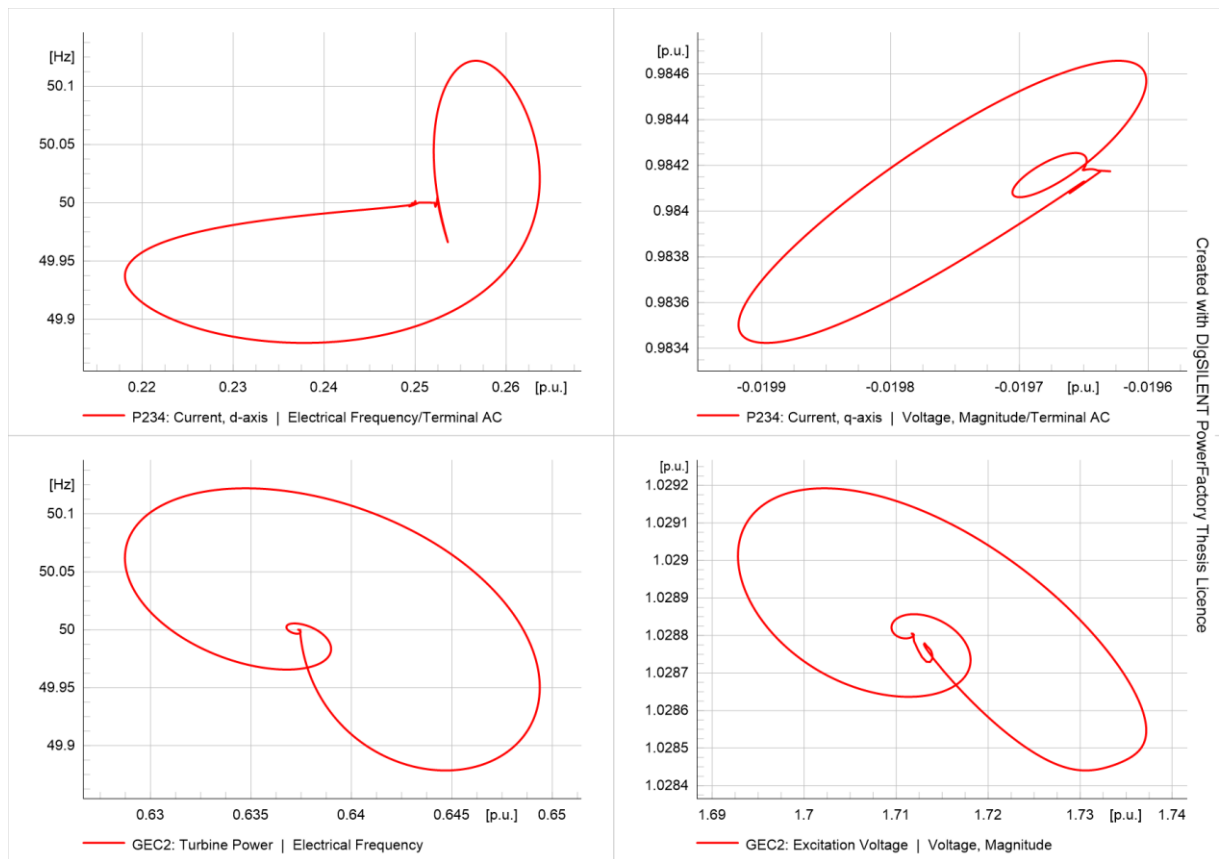 [Hz]
50.1
50.05
50
49.95
49.9
0.22 0.23 0.24 0.25 0.26 [p.u.]
P234: Current, d-axis | Electrical Frequency/Terminal AC
[p.u.]
0.9846
0.9844
0.9842
0.984
0.9838
0.9836
0.9834
-0.0199 -0.0198 -0.0197 [p.u.] -0.0196
P234: Current, q-axis | Voltage, Magnitude/Terminal AC
[Hz]
50.1
50.05
50
49.95
49.9
0.63 0.635 0.64 0.645 [p.u.] 0.65
GEC2: Turbine Power | Electrical Frequency
[p.u.]
1.0292
1.0291
1.029
1.0289
1.0288
1.0287
1.0286
1.0285
1.0284
1.69 1.7 1.71 1.72 1.73 [p.u.] 1.74
GEC2: Excitation Voltage | Voltage, Magnitude
Created with DIgSILENT PowerFactory Thesis Licence